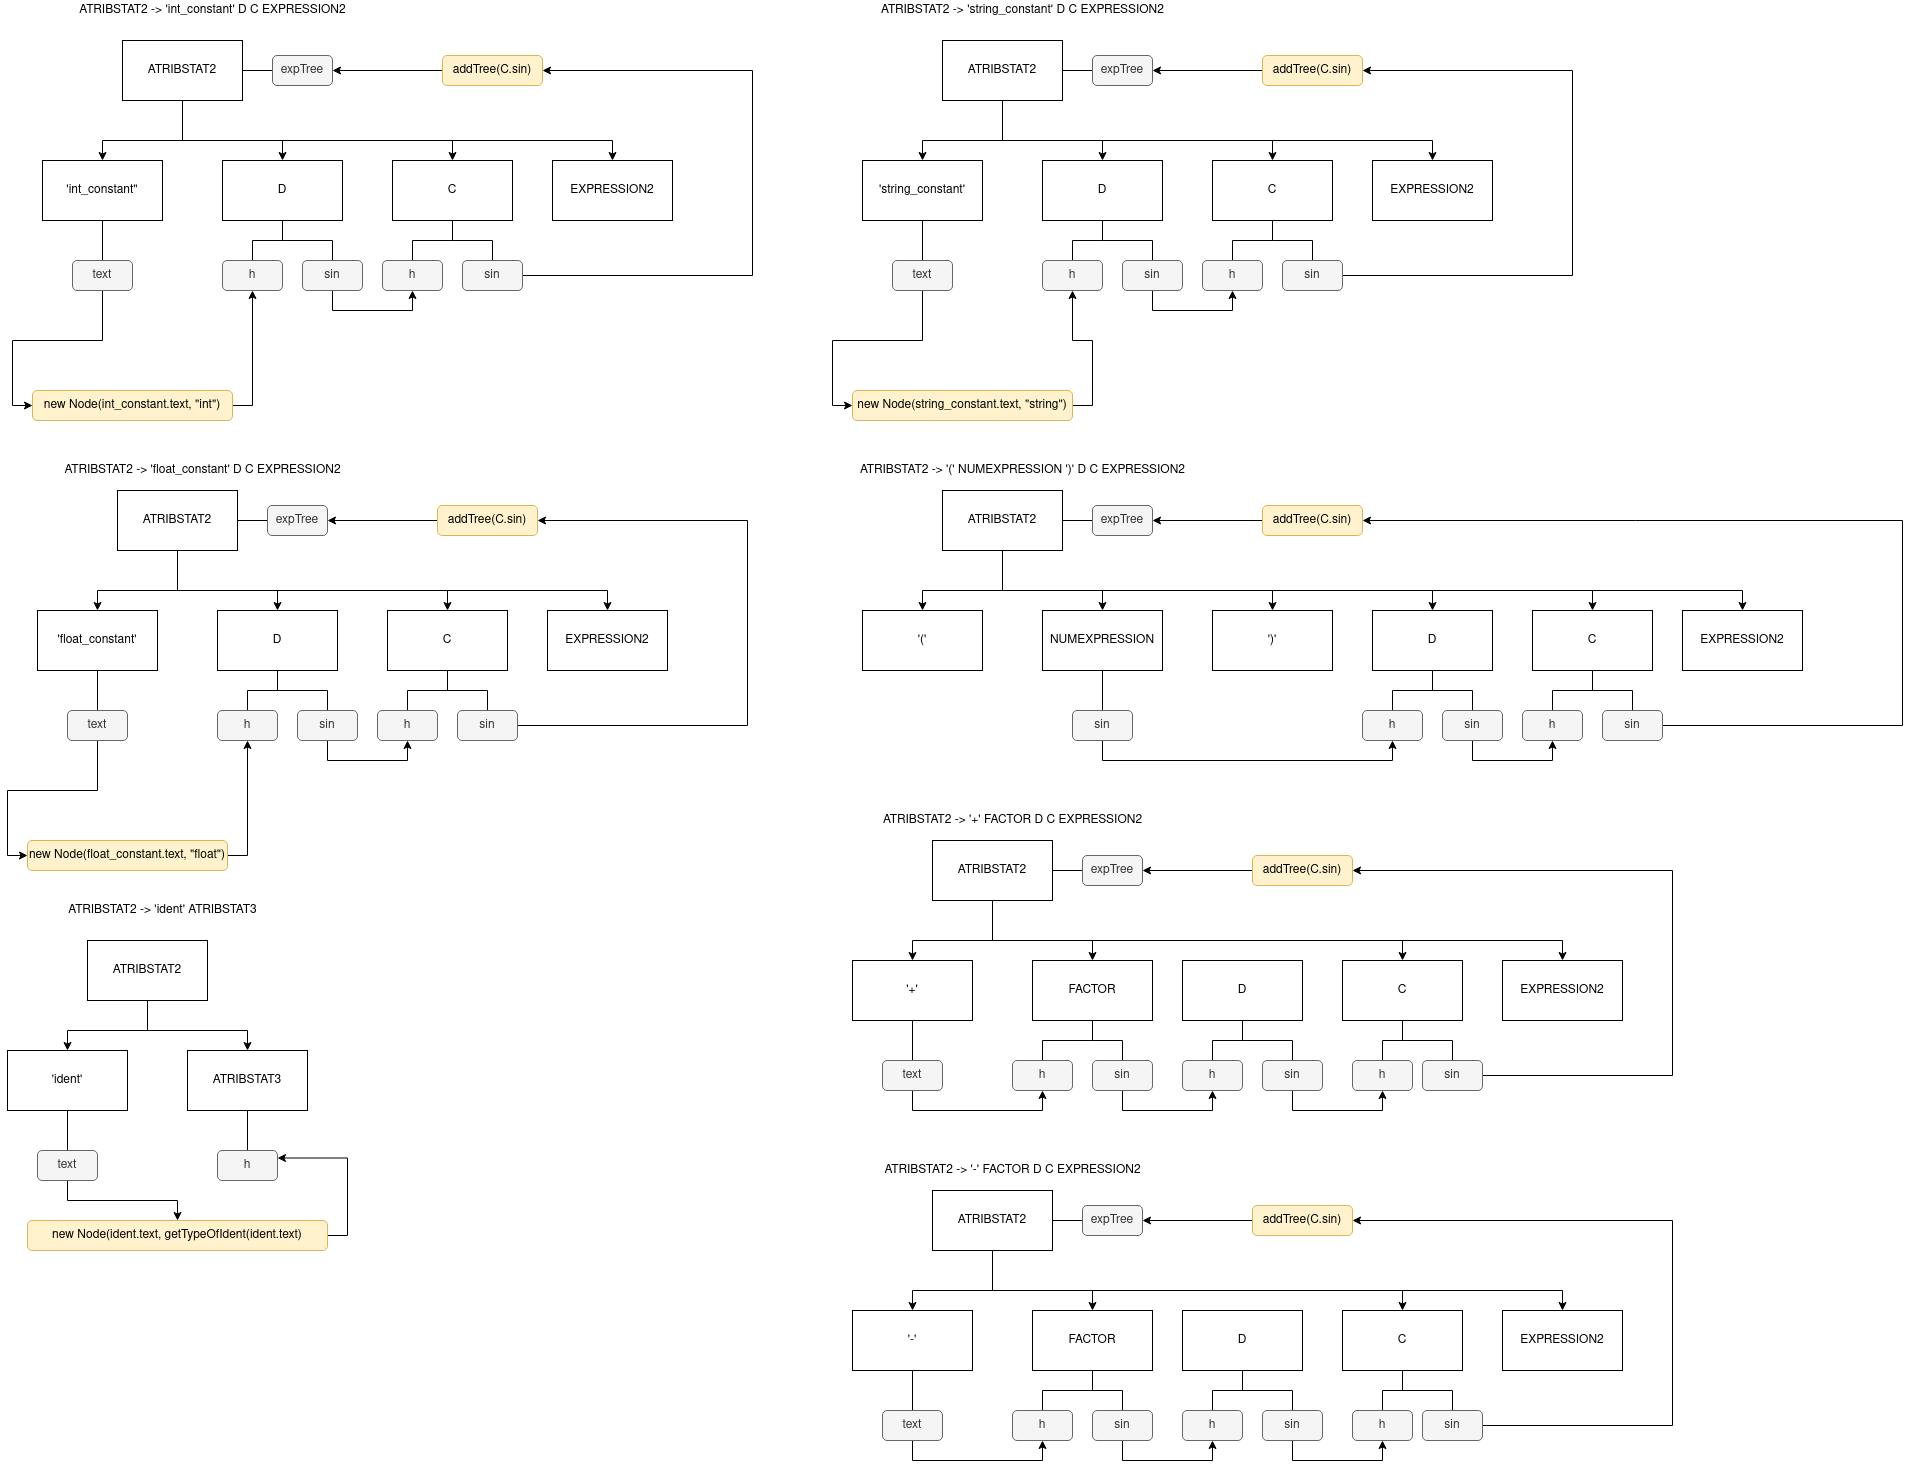 ATRIBSTAT2 -> 'int_constant' D C EXPRESSION2
ATRIBSTAT2
expTree
addTree(C.sin)
'int_constant"
D
C
EXPRESSION2
text
h
sin
h
sin
new Node(int_constant.text, "int")
ATRIBSTAT2 -> 'string_constant' D C EXPRESSION2
ATRIBSTAT2
expTree
addTree(C.sin)
'string_constant'
D
C
EXPRESSION2
text
h
sin
h
sin
new Node(string_constant.text, "string")
ATRIBSTAT2 -> 'float_constant' D C EXPRESSION2
ATRIBSTAT2
expTree
addTree(C.sin)
'float_constant'
D
C
EXPRESSION2
text
h
sin
h
sin
new Node(float_constant.text, "float")
ATRIBSTAT2 -> '(' NUMEXPRESSION ')' D C EXPRESSION2
ATRIBSTAT2
expTree
addTree(C.sin)
'('
NUMEXPRESSION
')'
D
C
EXPRESSION2
sin
h
sin
h
sin
ATRIBSTAT2 -> 'ident' ATRIBSTAT3
ATRIBSTAT2
'ident'
ATRIBSTAT3
text
h
new Node(ident.text, getTypeOfIdent(ident.text)
ATRIBSTAT2 -> '+' FACTOR D C EXPRESSION2
ATRIBSTAT2
expTree
addTree(C.sin)
'+'
FACTOR
D
C
EXPRESSION2
text
h
sin
h
sin
h
sin
ATRIBSTAT2 -> '-' FACTOR D C EXPRESSION2
ATRIBSTAT2
expTree
addTree(C.sin)
'-'
FACTOR
D
C
EXPRESSION2
text
h
sin
h
sin
h
sin